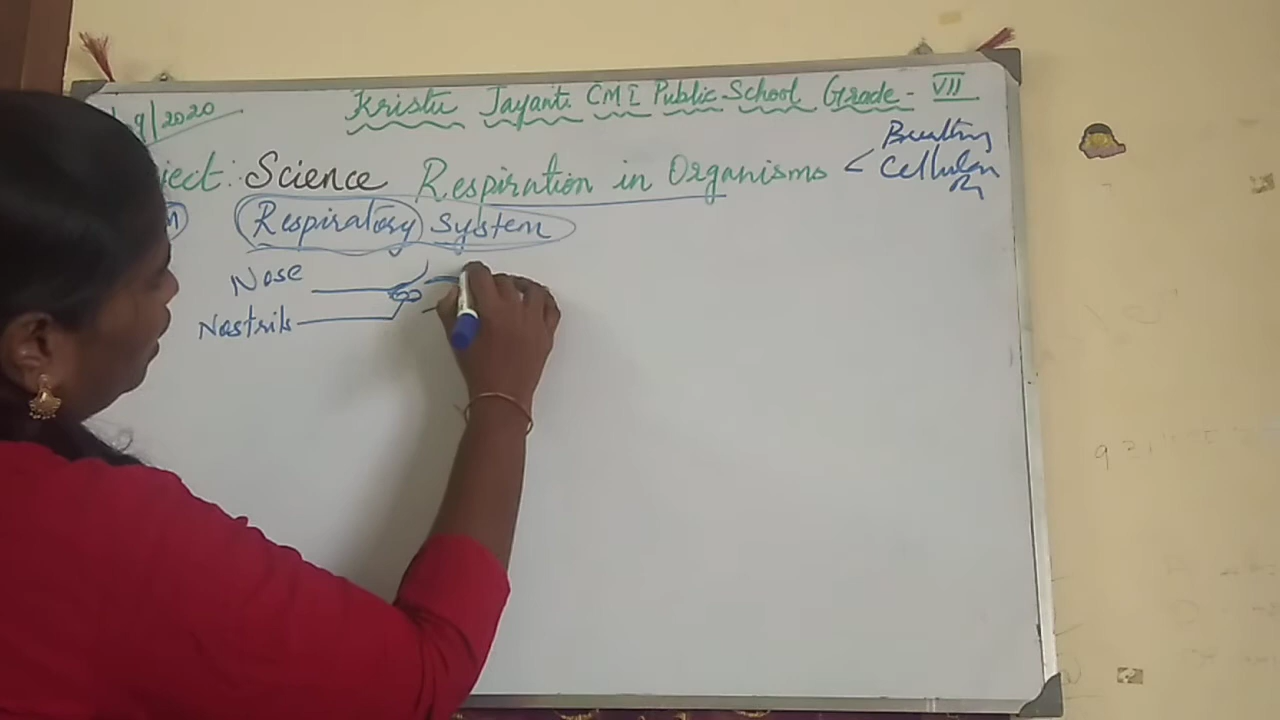 9/2020 Kristu Jayanti CMI Public School Grade - VII
ject: Science Respiration in Organisms < Breathing
Cellular
Rn
Respiratory System
Nose
Nostrils